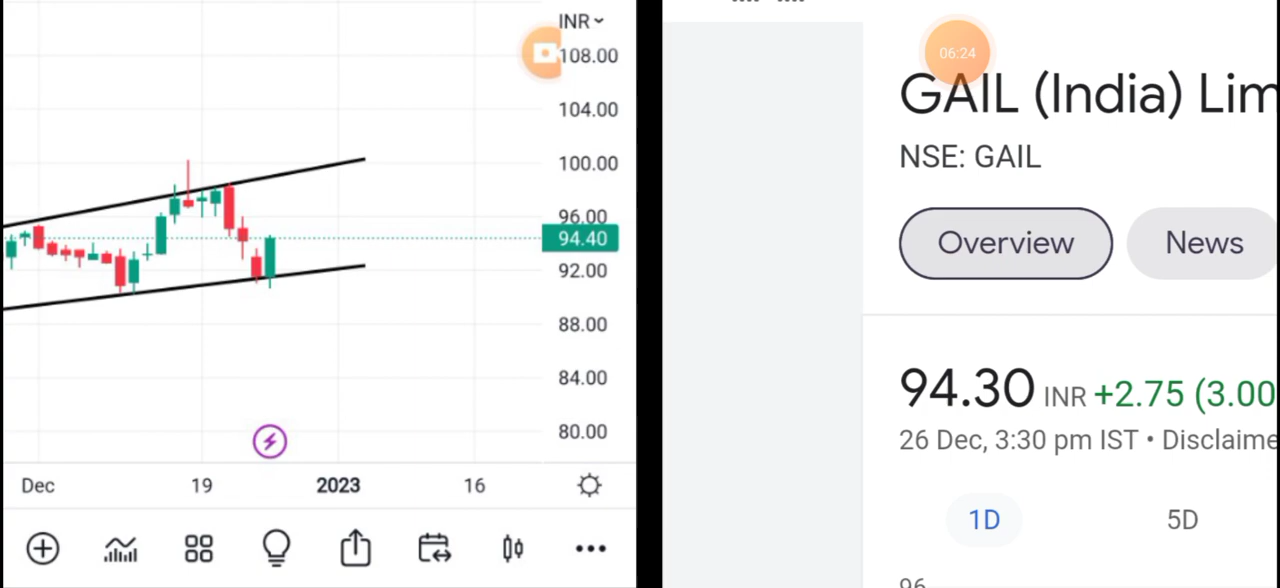 INR
108.00
104.00
100.00
96.00
94.40
92.00
88.00
84.00
80.00
Dec 19 2023 16
06:24
GAIL (India) Lim
NSE: GAIL
Overview News
94.30 INR +2.75 (3.00
26 Dec, 3:30 pm IST • Disclaime
1D 5D
96